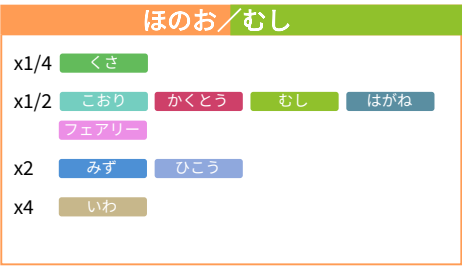 ほのお／むし
x1/4 くさ
x1/2 こおり かくとう むし はがね
フェアリー
x2 みず ひこう
x4 いわ